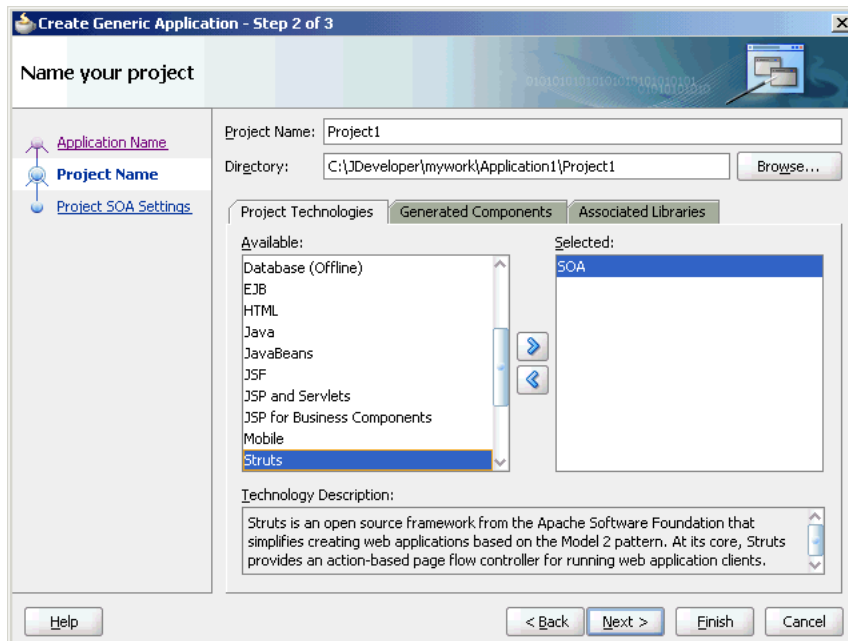 Create Generic Application - Step 2 of 3
Name your project
Application Name
Project Name
Project SOA Settings
Project Name: Project1
Directory: C:\JDeveloper\mywork\Application1\Project1 Browse...
Project Technologies Generated Components Associated Libraries
Available:
Database (Offline)
EJB
HTML
Java
JavaBeans
JSF
JSP and Servlets
JSP for Business Components
Mobile
Struts
Selected:
SOA
Technology Description:
Struts is an open source framework from the Apache Software Foundation that
simplifies creating web applications based on the Model 2 pattern. At its core, Struts
provides an action-based page flow controller for running web application clients.
Help < Back Next > Finish Cancel